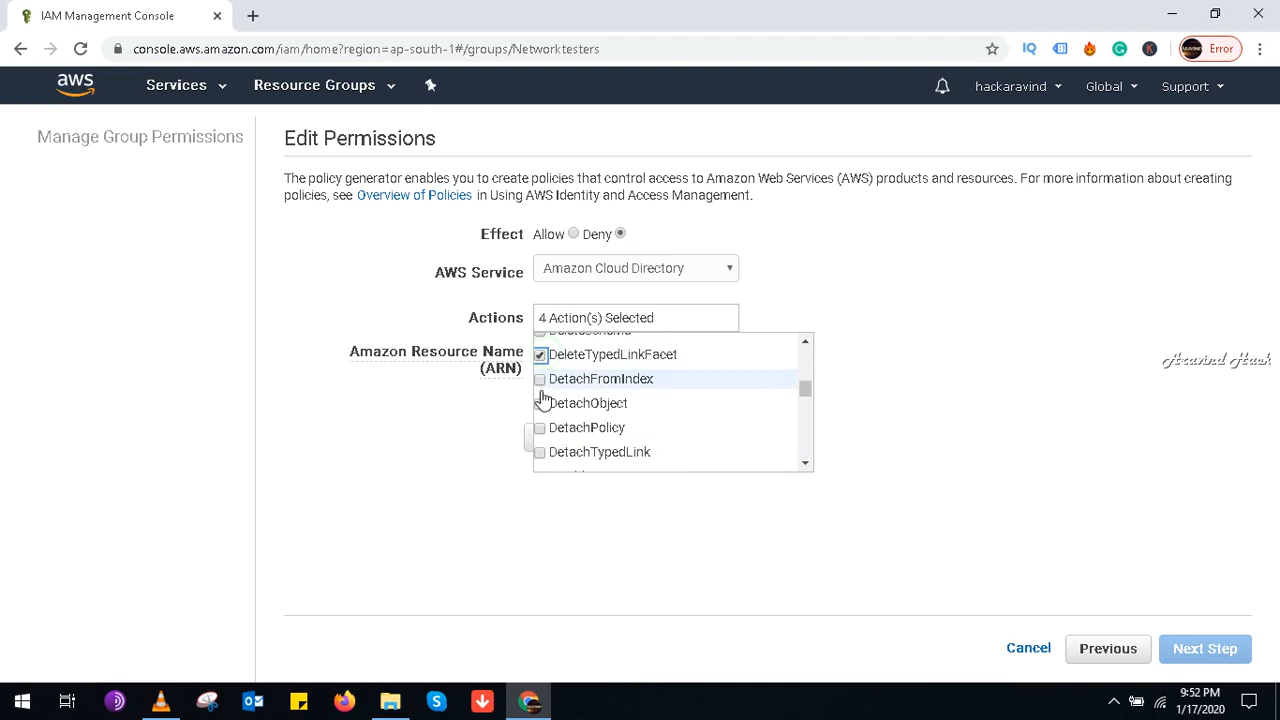 IAM Management Console
console.aws.amazon.com/iam/home?region=ap-south-1#/groups/Networktesters
Error
aws
Services
Resource Groups
hackaravind
Global
Support
Manage Group Permissions
Edit Permissions
The policy generator enables you to create policies that control access to Amazon Web Services (AWS) products and resources. For more information about creating
policies, see Overview of Policies in Using AWS Identity and Access Management.
Effect Allow Deny
AWS Service Amazon Cloud Directory
Actions 4 Action(s) Selected
Amazon Resource Name
(ARN)
DeleteTypedLinkFacet
DetachFromIndex
DetachObject
DetachPolicy
DetachTypedLink
Aravind Hack
Cancel Previous Next Step
9:52 PM
1/17/2020